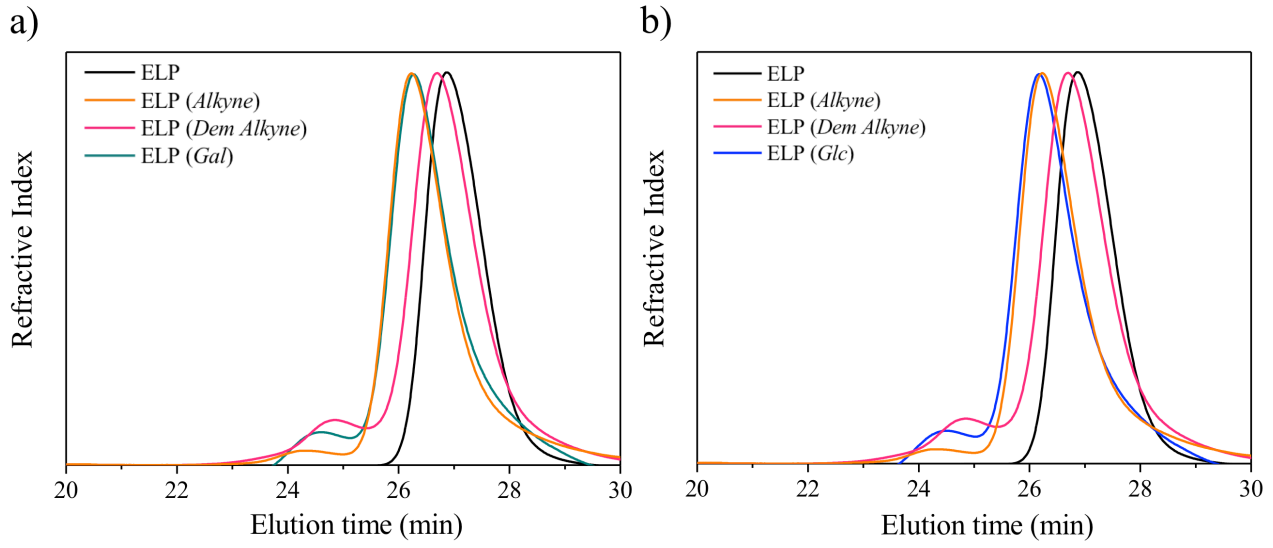 a)
ELP
ELP (Alkyne)
ELP (Dem Alkyne)
ELP (Gal)
Refractive Index
20 22 24 26 28 30
Elution time (min)
b)
ELP
ELP (Alkyne)
ELP (Dem Alkyne)
ELP (Glc)
Refractive Index
20 22 24 26 28 30
Elution time (min)